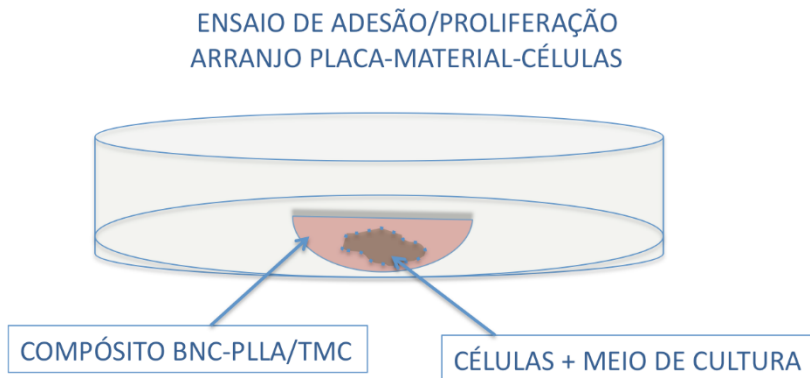 ENSAIO DE ADESÃO/PROLIFERAÇÃO
ARRANJO PLACA-MATERIAL-CÉLULAS
COMPÓSITO BNC-PLLA/TMC
CÉLULAS + MEIO DE CULTURA